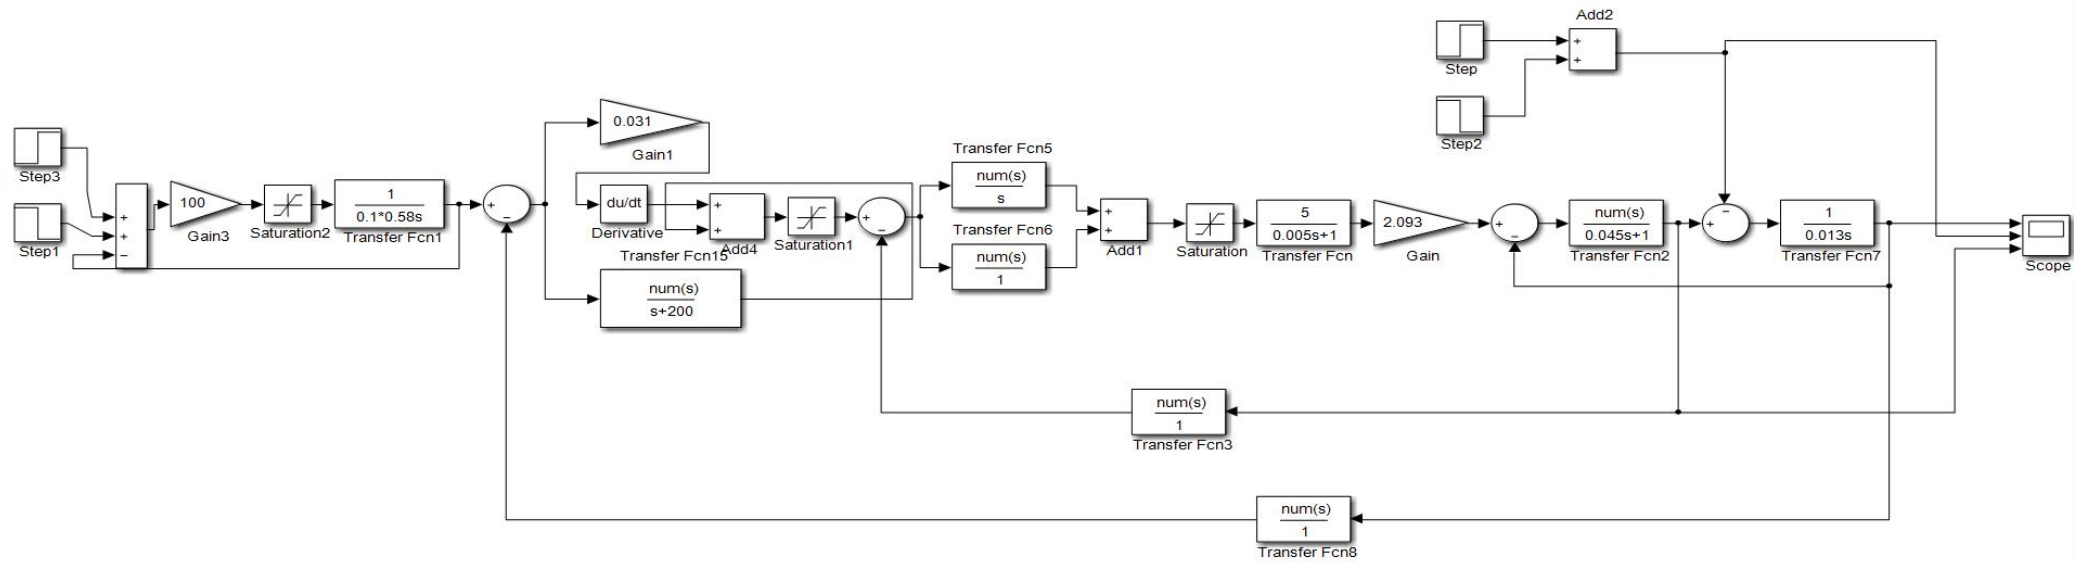 Step3
Step1
+
+
−
100
Gain3
Saturation2
1
0.1*0.58s
Transfer Fcn1
+
−
0.031
Gain1
du/dt
Derivative
+
+
Add4
Saturation1
Transfer Fcn15
num(s)
s+200
+
−
Transfer Fcn5
num(s)
s
Transfer Fcn6
num(s)
1
+
+
Add1
Saturation
5
0.005s+1
Transfer Fcn
2.093
Gain
+
−
num(s)
0.045s+1
Transfer Fcn2
Step
Step2
Add2
+
+
−
+
1
0.013s
Transfer Fcn7
Scope
num(s)
1
Transfer Fcn3
num(s)
1
Transfer Fcn8